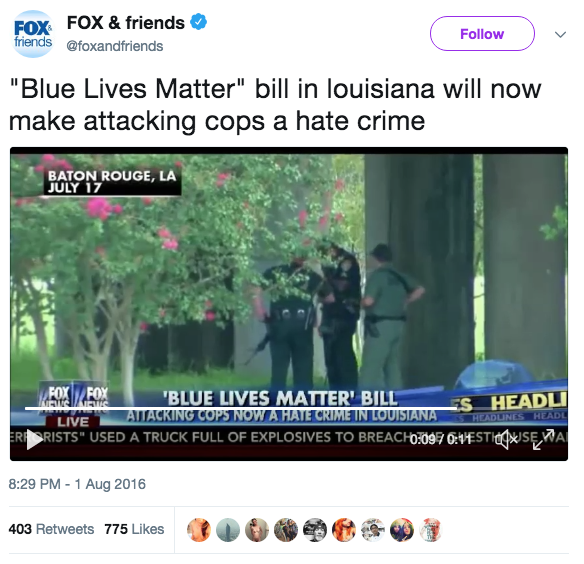 FOX&
friends
FOX & friends
@foxandfriends
Follow
"Blue Lives Matter" bill in louisiana will now
make attacking cops a hate crime
BATON ROUGE, LA
JULY 17
FOX NEWS FOX NEWS
'BLUE LIVES MATTER' BILL
ATTACKING COPS NOW A HATE CRIME IN LOUISIANA
ES HEADLI
HEADLINES HEADL
LIVE
RRORISTS" USED A TRUCK FULL OF EXPLOSIVES TO BREACH
0:09 / 0:11
8:29 PM - 1 Aug 2016
403 Retweets 775 Likes